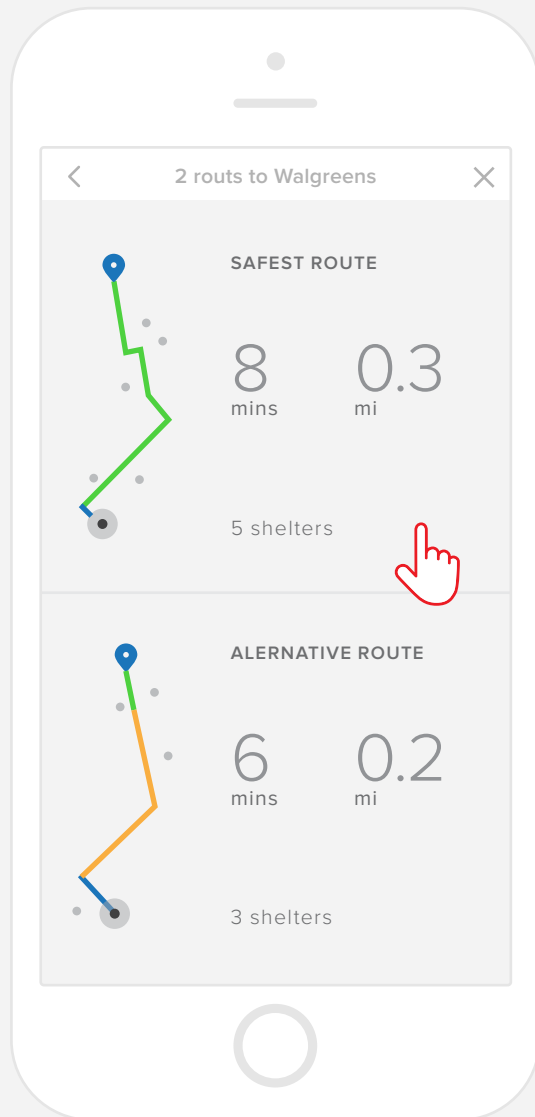 2 routs to Walgreens
SAFEST ROUTE
8 0.3
mins mi
5 shelters
ALERNATIVE ROUTE
6 0.2
mins mi
3 shelters